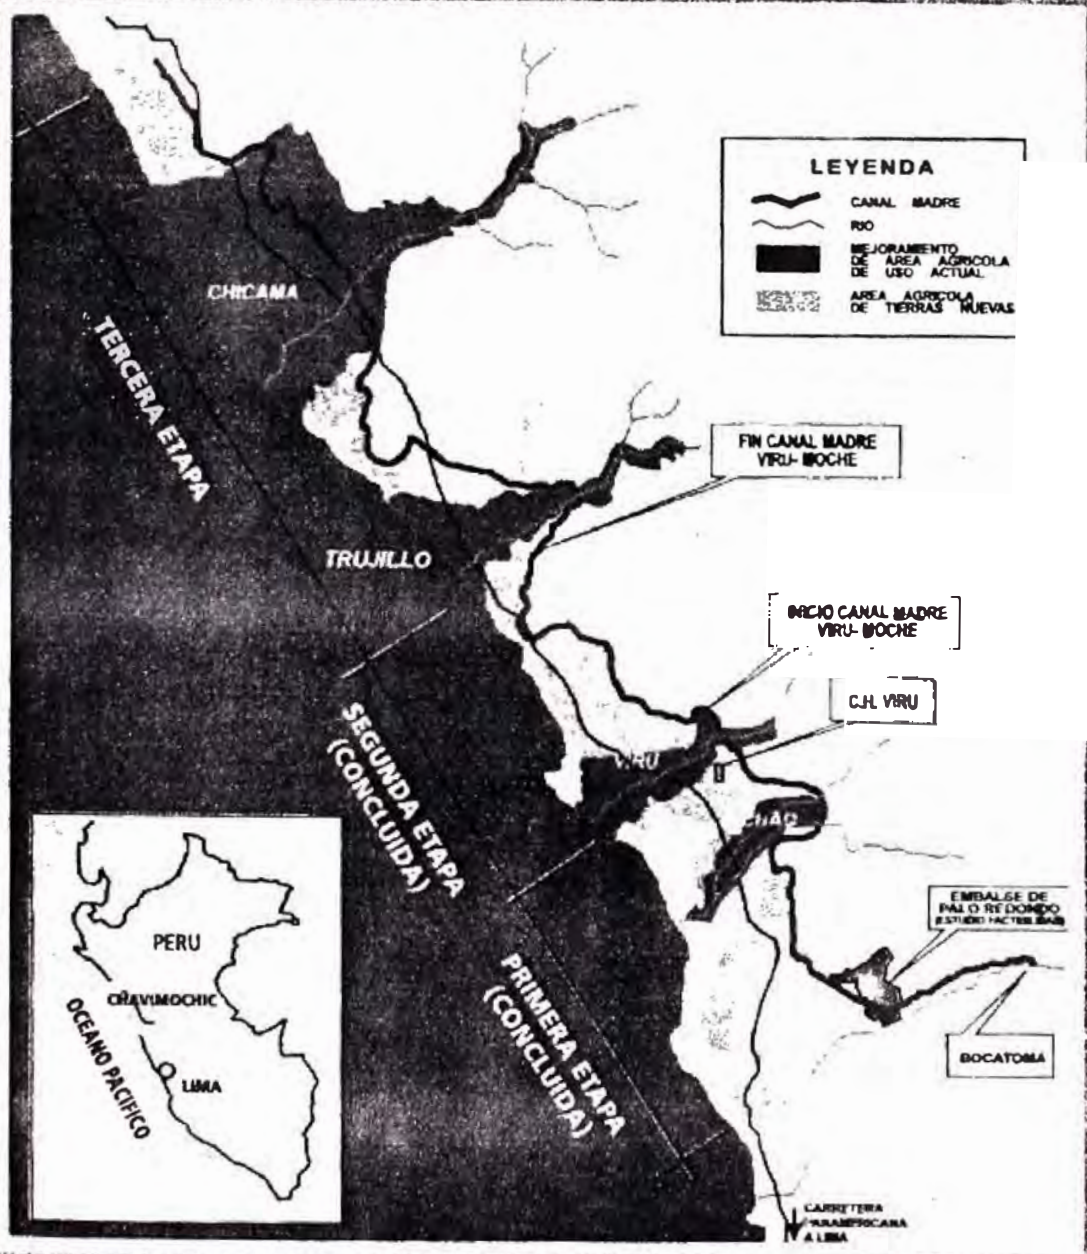 LEYENDA
CANAL MADRE
RIO
MEJORAMIENTO
DE AREA AGRICOLA
DE USO ACTUAL
AREA AGRICOLA
DE TIERRAS NUEVAS
CHICAMA
TERCERA ETAPA
FIN CANAL MADRE
VIRU- MOCHE
TRUJILLO
INICIO CANAL MADRE
VIRU- MOCHE
C.H. VIRU
SEGUNDA ETAPA
(CONCLUIDA)
VIRU
CHAO
EMBALSE DE
PALO REDONDO
(ESTUDIO FACTIBILIDAD)
PRIMERA ETAPA
(CONCLUIDA)
BOCATOMA
PERU
CHAVIMOCHIC
OCEANO PACIFICO
LIMA
CARRETERA
PANAMERICANA
A LIMA